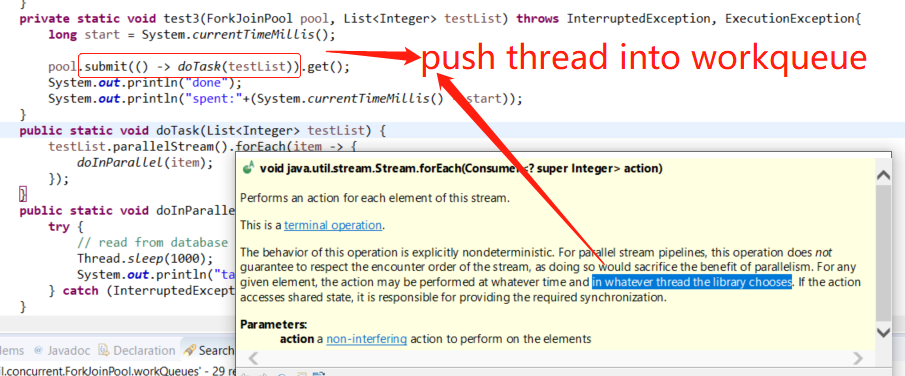 }
private static void test3(ForkJoinPool pool, List<Integer> testList) throws InterruptedException, ExecutionException{
long start = System.currentTimeMillis();
pool.submit(() -> doTask(testList)).get();
push thread into workqueue
System.out.println("done");
System.out.println("spent:"+(System.currentTimeMillis() start));
}
public static void doTask(List<Integer> testList) {
testList.parallelStream().forEach(item -> {
doInParallel(item);
});
}
public static void doInParalle
try {
// read from database
Thread.sleep(1000);
System.out.println("ta
} catch (InterruptedExcept
}
void java.util.stream.Stream.forEach(Consumer<? super Integer> action)
Performs an action for each element of this stream.
This is a terminal operation.
The behavior of this operation is explicitly nondeterministic. For parallel stream pipelines, this operation does not
guarantee to respect the encounter order of the stream, as doing so would sacrifice the benefit of parallelism. For any
given element, the action may be performed at whatever time and in whatever thread the library chooses. If the action
accesses shared state, it is responsible for providing the required synchronization.
Parameters:
action a non-interfering action to perform on the elements
lems @ Javadoc Declaration Search
il.concurrent.ForkJoinPool.workQueues' - 29 re